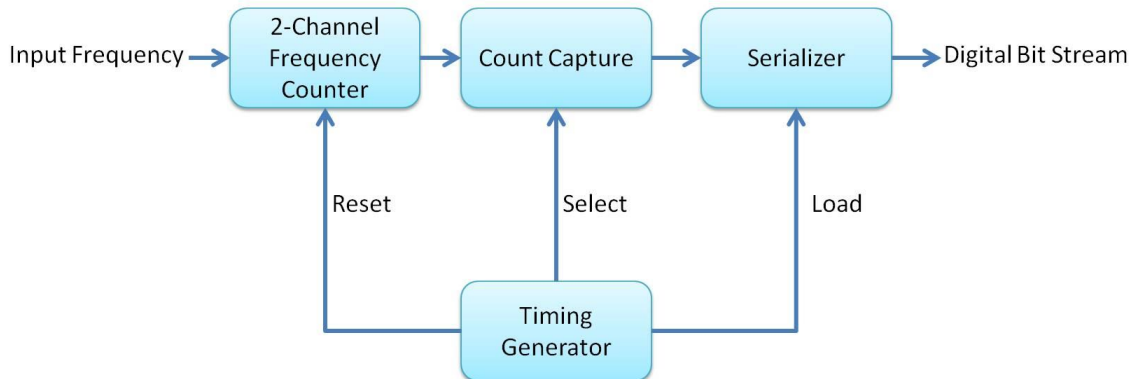 Input Frequency
2-Channel
Frequency
Counter
Count Capture
Serializer
Digital Bit Stream
Reset
Select
Load
Timing
Generator